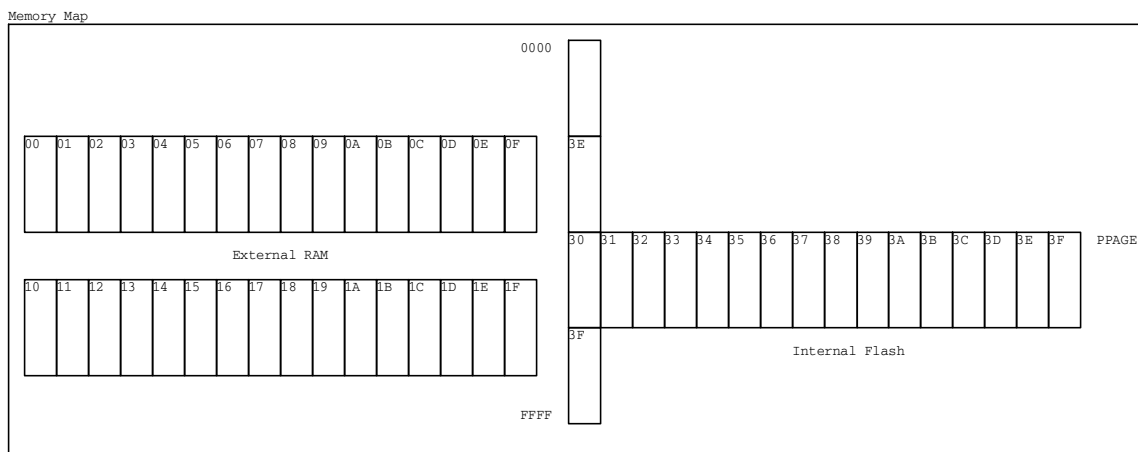 Memory Map
0000
00 01 02 03 04 05 06 07 08 09 0A 0B 0C 0D 0E 0F 3E
30 31 32 33 34 35 36 37 38 39 3A 3B 3C 3D 3E 3F PPAGE
External RAM
10 11 12 13 14 15 16 17 18 19 1A 1B 1C 1D 1E 1F
3F
Internal Flash
FFFF